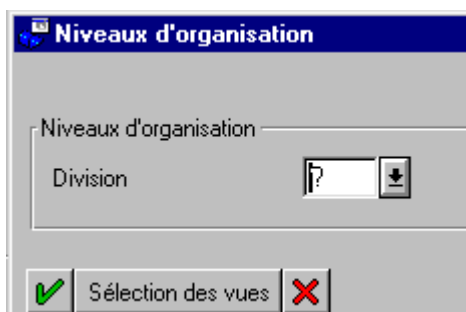 Niveaux d'organisation
Niveaux d'organisation
Division ?
Sélection des vues